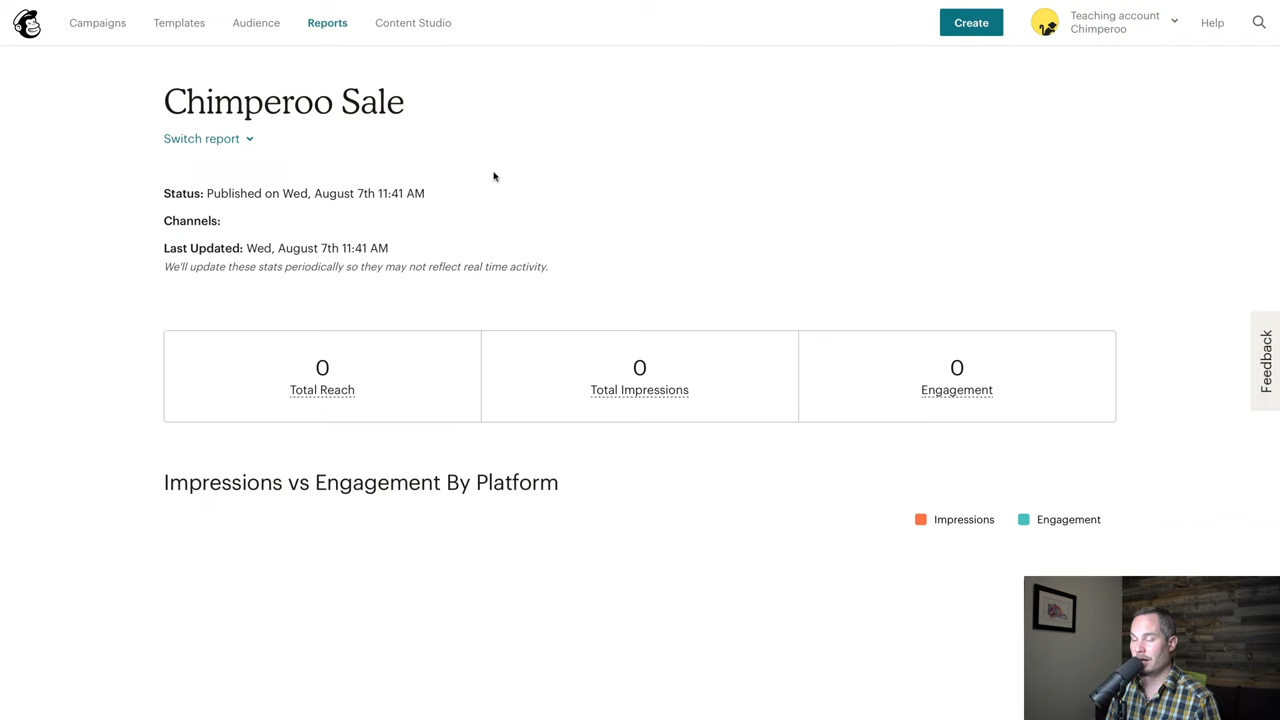 Campaigns
Templates
Audience
Reports
Content Studio
Create
Teaching account
Chimperoo
Help
Chimperoo Sale
Switch report
Status: Published on Wed, August 7th 11:41 AM
Channels:
Last Updated: Wed, August 7th 11:41 AM
We'll update these stats periodically so they may not reflect real time activity.
0
Total Reach
0
Total Impressions
0
Engagement
Feedback
Impressions vs Engagement By Platform
Impressions
Engagement